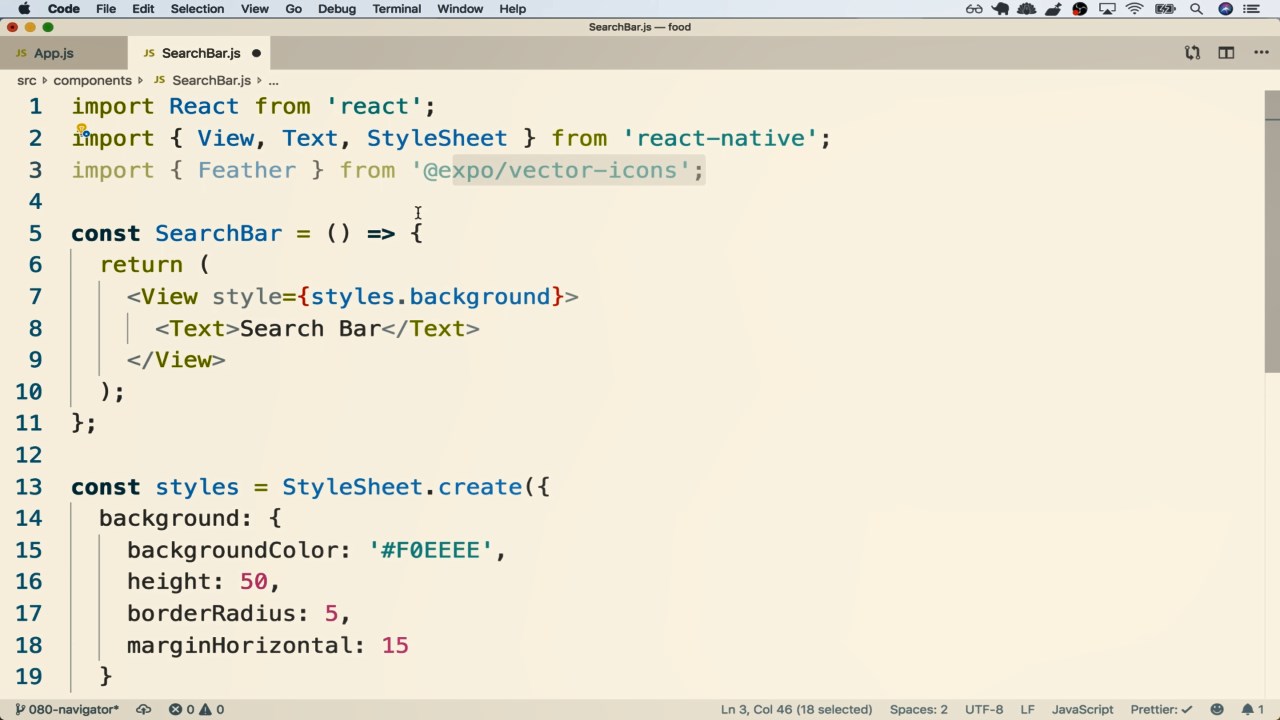 Code File Edit Selection View Go Debug Terminal Window Help
SearchBar.js — food
JS App.js JS SearchBar.js
src components JS SearchBar.js ...
1 import React from 'react';
2 import { View, Text, StyleSheet } from 'react-native';
3 import { Feather } from '@expo/vector-icons';
4
5 const SearchBar = () => {
6 return (
7 <View style={styles.background}>
8 <Text>Search Bar</Text>
9 </View>
10 );
11 };
12
13 const styles = StyleSheet.create({
14 background: {
15 backgroundColor: '#F0EEEE',
16 height: 50,
17 borderRadius: 5,
18 marginHorizontal: 15
19 }
080-navigator* 0 0 Ln 3, Col 46 (18 selected) Spaces: 2 UTF-8 LF JavaScript Prettier: 1